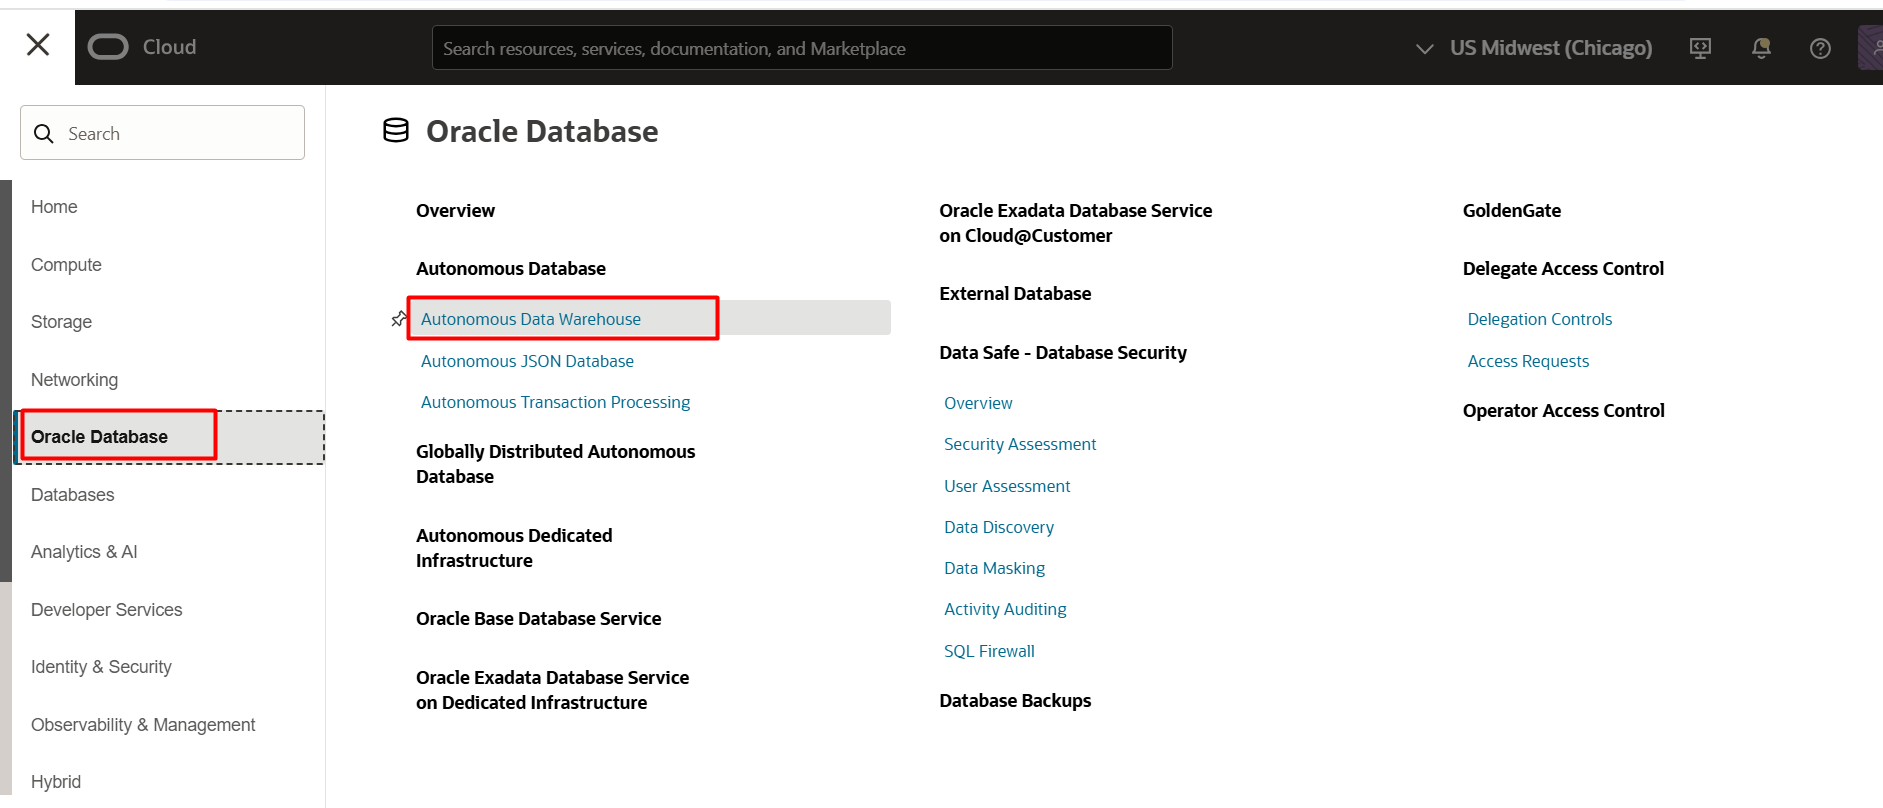 Cloud
Search resources, services, documentation, and Marketplace
US Midwest (Chicago)
Search
Home
Compute
Storage
Networking
Oracle Database
Databases
Analytics & AI
Developer Services
Identity & Security
Observability & Management
Hybrid
Oracle Database
Overview
Autonomous Database
Autonomous Data Warehouse
Autonomous JSON Database
Autonomous Transaction Processing
Globally Distributed Autonomous
Database
Autonomous Dedicated
Infrastructure
Oracle Base Database Service
Oracle Exadata Database Service
on Dedicated Infrastructure
Oracle Exadata Database Service
on Cloud@Customer
External Database
Data Safe - Database Security
Overview
Security Assessment
User Assessment
Data Discovery
Data Masking
Activity Auditing
SQL Firewall
Database Backups
GoldenGate
Delegate Access Control
Delegation Controls
Access Requests
Operator Access Control